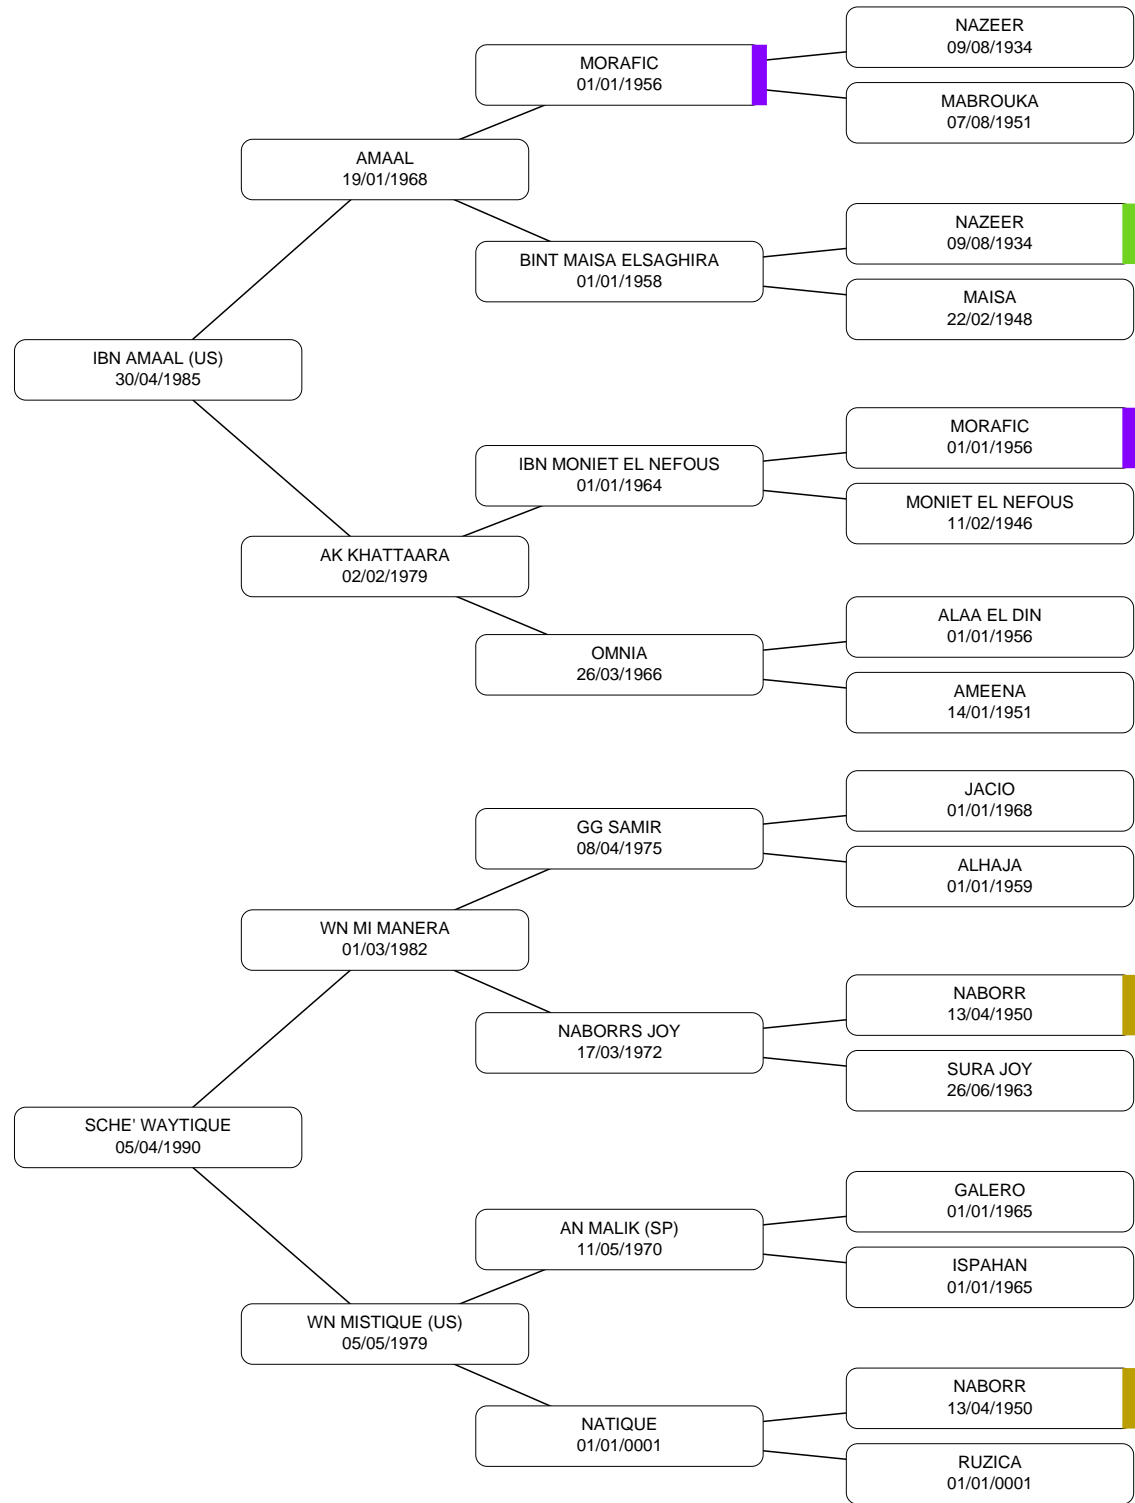 NAZEER
09/08/1934
MORAFIC
01/01/1956
MABROUKA
07/08/1951
AMAAL
19/01/1968
NAZEER
09/08/1934
BINT MAISA ELSAGHIRA
01/01/1958
MAISA
22/02/1948
IBN AMAAL (US)
30/04/1985
MORAFIC
01/01/1956
IBN MONIET EL NEFOUS
01/01/1964
MONIET EL NEFOUS
11/02/1946
AK KHATTAARA
02/02/1979
ALAA EL DIN
01/01/1956
OMNIA
26/03/1966
AMEENA
14/01/1951
JACIO
01/01/1968
GG SAMIR
08/04/1975
ALHAJA
01/01/1959
WN MI MANERA
01/03/1982
NABORR
13/04/1950
NABORRS JOY
17/03/1972
SURA JOY
26/06/1963
SCHE' WAYTIQUE
05/04/1990
GALERO
01/01/1965
AN MALIK (SP)
11/05/1970
ISPAHAN
01/01/1965
WN MISTIQUE (US)
05/05/1979
NABORR
13/04/1950
NATIQUE
01/01/0001
RUZICA
01/01/0001